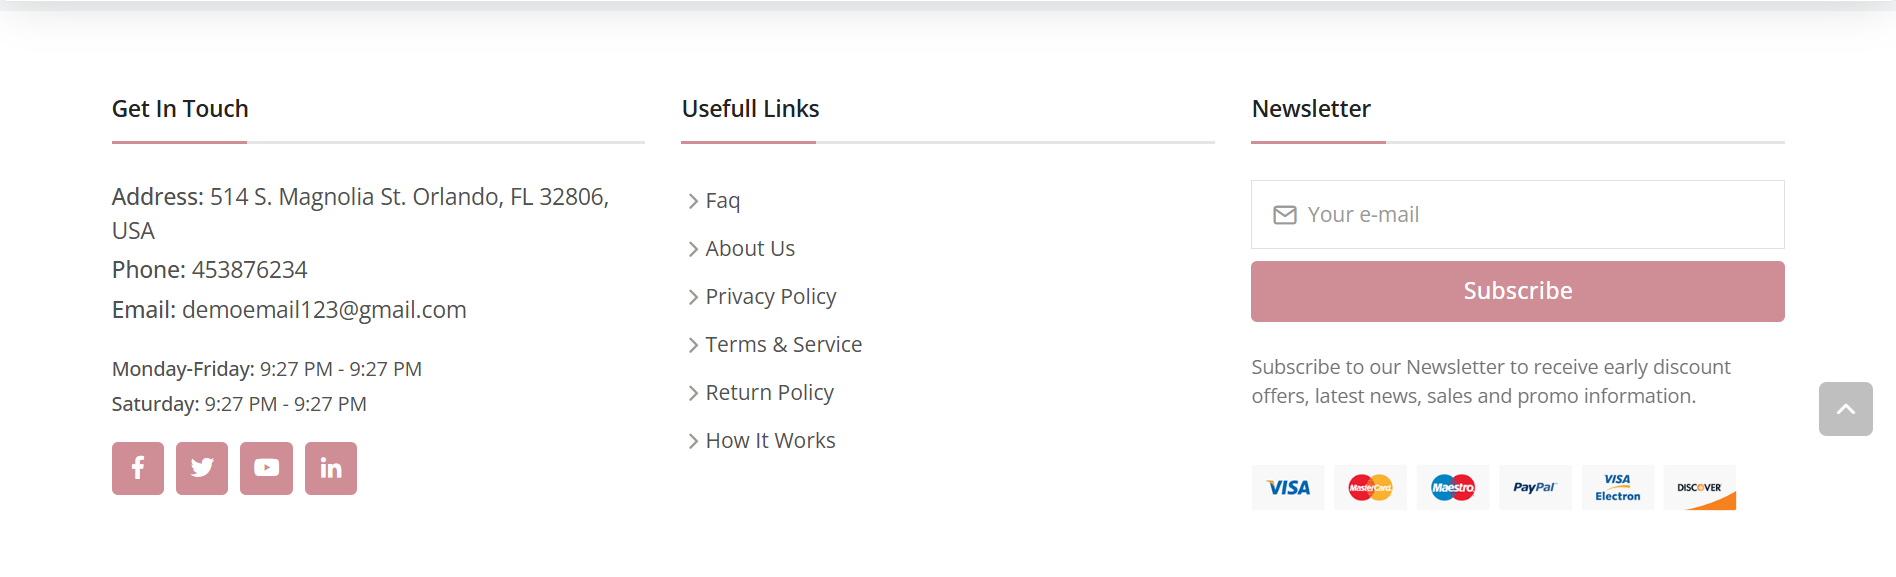 Get In Touch
Address: 514 S. Magnolia St. Orlando, FL 32806,
USA
Phone: 453876234
Email: demoemail123@gmail.com
Monday-Friday: 9:27 PM - 9:27 PM
Saturday: 9:27 PM - 9:27 PM
Usefull Links
Faq
About Us
Privacy Policy
Terms & Service
Return Policy
How It Works
Newsletter
Your e-mail
Subscribe
Subscribe to our Newsletter to receive early discount
offers, latest news, sales and promo information.
VISA
MasterCard
Maestro
PayPal
VISA
Electron
DISCOVER